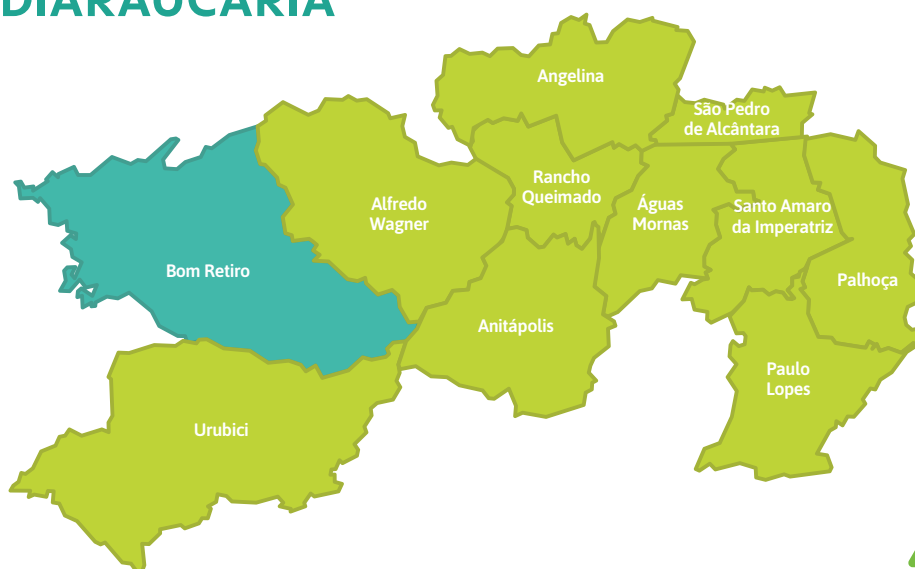 DIARAUCÁRIA
Angelina
São Pedro
de Alcântara
Rancho
Queimado
Alfredo
Wagner
Águas
Mornas
Santo Amaro
da Imperatriz
Bom Retiro
Palhoça
Anitápolis
Paulo
Lopes
Urubici